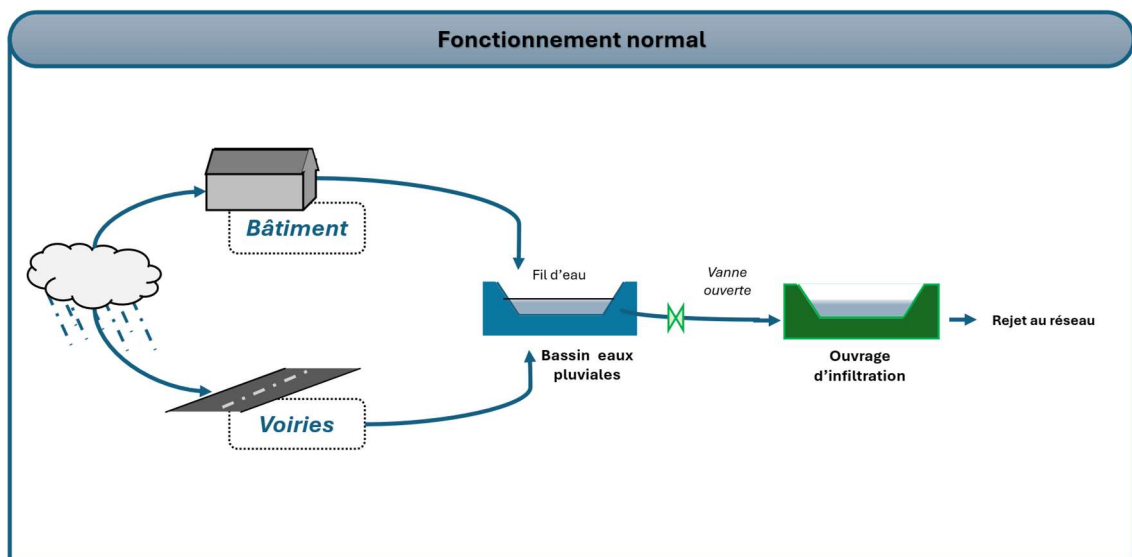 Fonctionnement normal
Bâtiment
Fil d'eau
Vanne
ouverte
Bassin eaux
pluviales
Ouvrage
d'infiltration
Rejet au réseau
Voiries